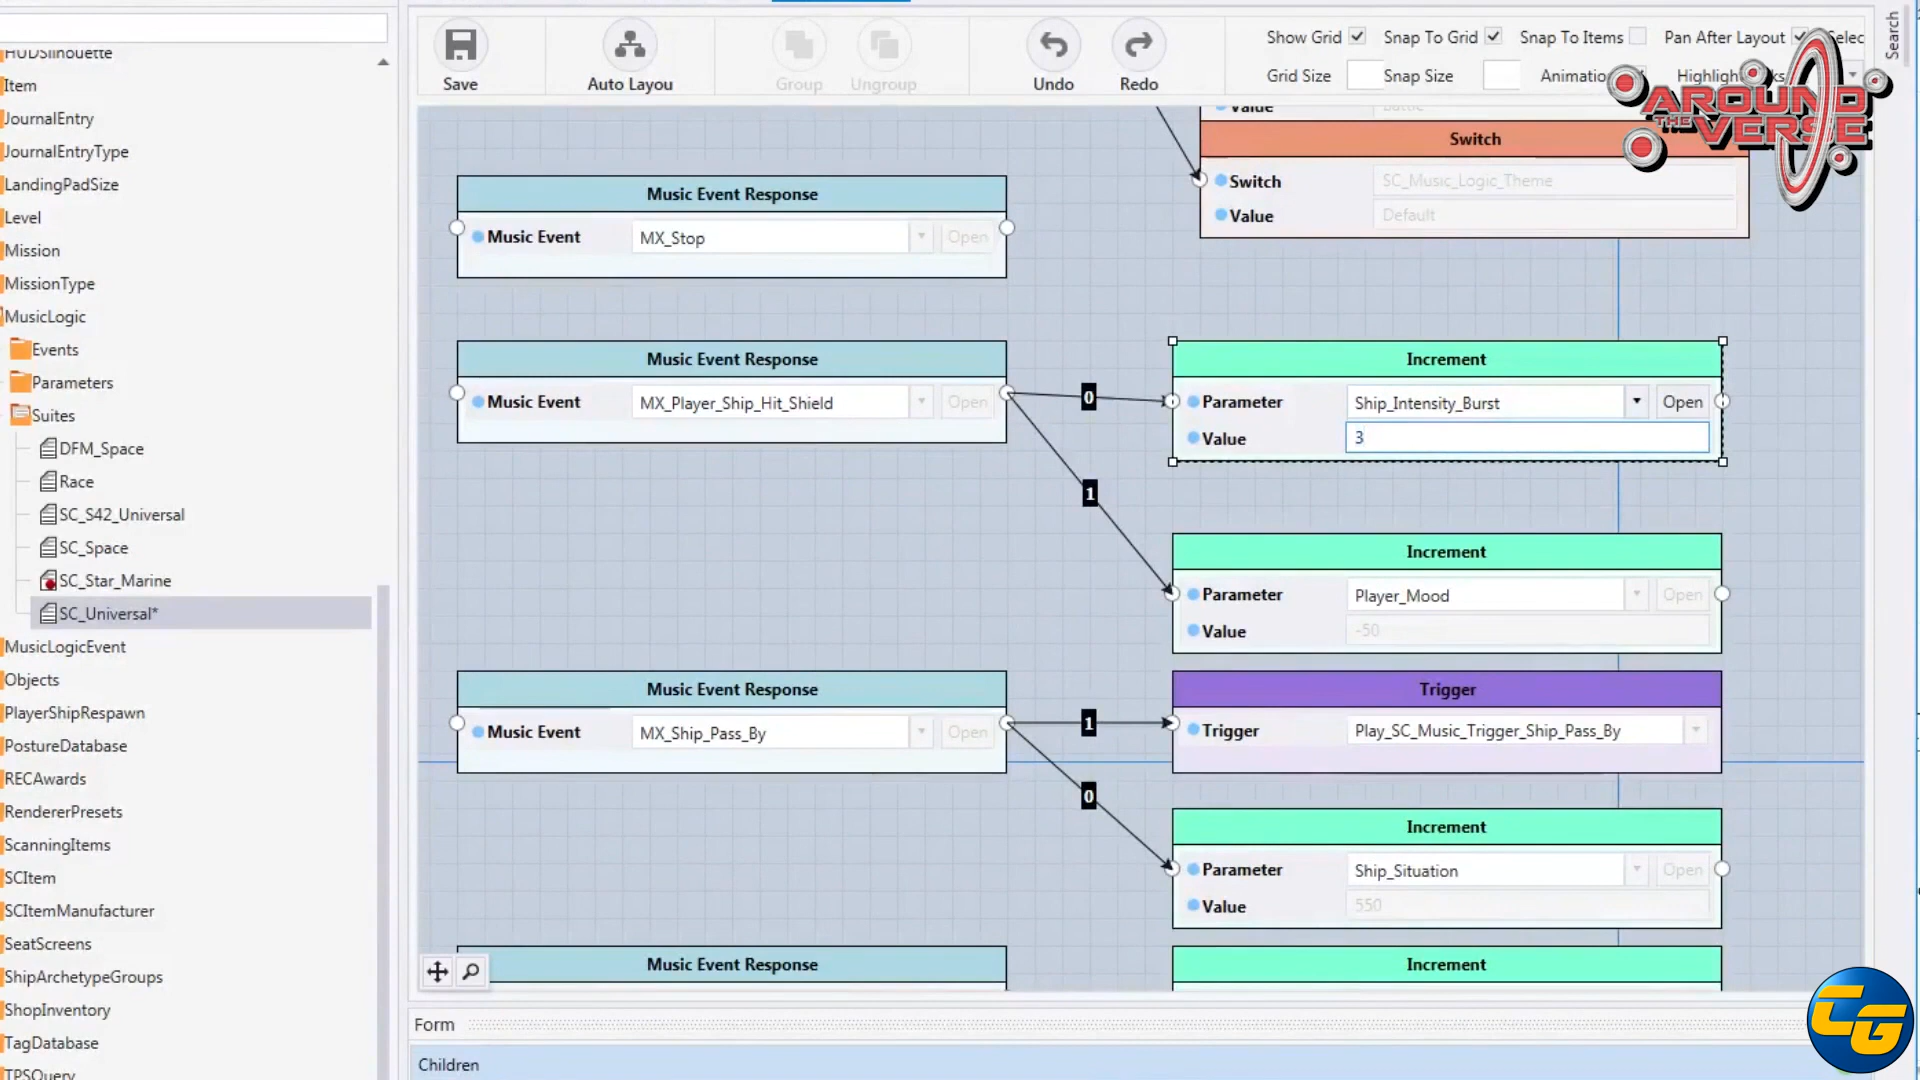 Save
Auto Layou
Group
Ungroup
Undo
Redo
Show Grid
Snap To Grid
Snap To Items
Pan After Layout
Selec
Grid Size
Snap Size
Search
AROUND
THE VERSE
HUDSilhouette
Item
JournalEntry
JournalEntryType
LandingPadSize
Level
Mission
MissionType
MusicLogic
Events
Parameters
Suites
DFM_Space
Race
SC_S42_Universal
SC_Space
SC_Star_Marine
SC_Universal*
MusicLogicEvent
Objects
PlayerShipRespawn
PostureDatabase
RECAwards
RendererPresets
ScanningItems
SCItem
SCItemManufacturer
SeatScreens
ShipArchetypeGroups
ShopInventory
TagDatabase
TPSQuery
Value
Switch
Switch SC_Music_Logic_Theme
Value Default
Music Event Response
Music Event MX_Stop Open
Music Event Response
Music Event MX_Player_Ship_Hit_Shield Open
0
1
Increment
Parameter Ship_Intensity_Burst Open
Value 3
Increment
Parameter Player_Mood Open
Value -50
Music Event Response
Music Event MX_Ship_Pass_By Open
1
0
Trigger
Trigger Play_SC_Music_Trigger_Ship_Pass_By
Increment
Parameter Ship_Situation Open
Value 550
Music Event Response
Increment
Form
Children
CG